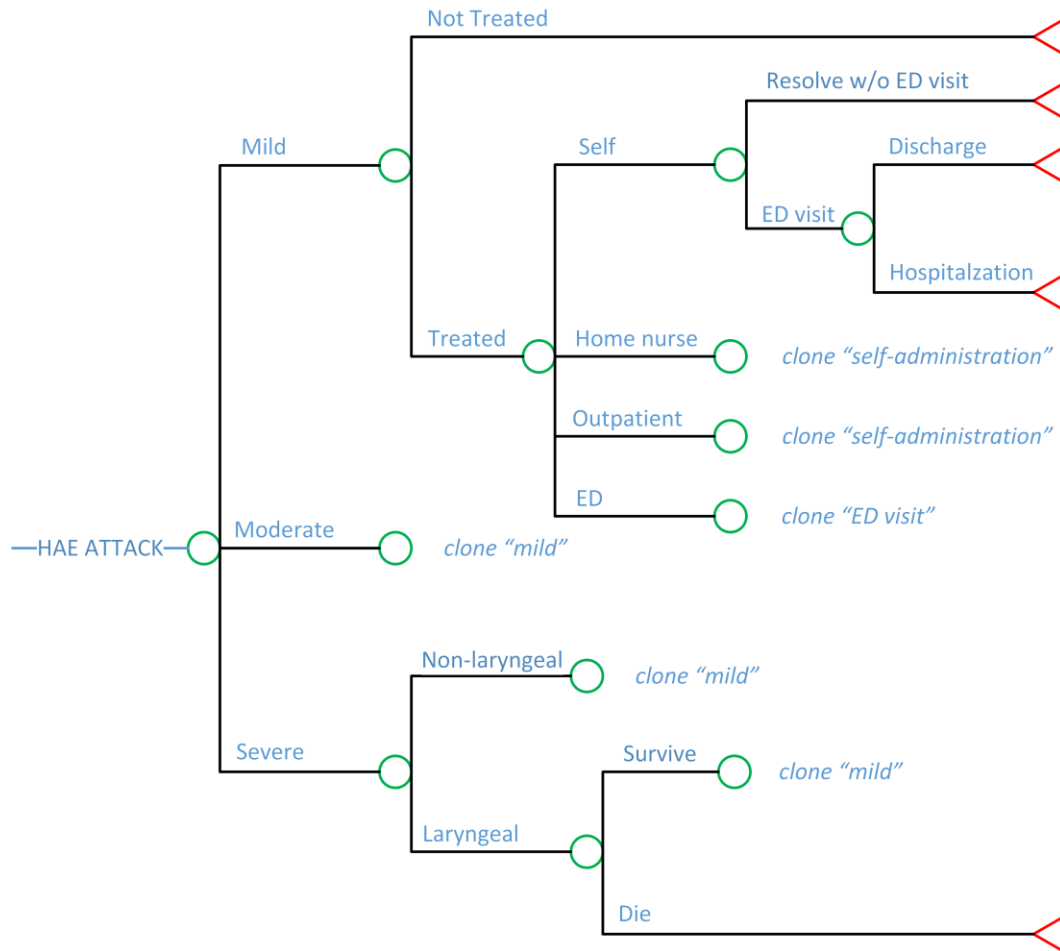 Not Treated
Resolve w/o ED visit
Mild
Self
Discharge
ED visit
Hospitalzation
Treated
Home nurse
clone “self-administration”
Outpatient
clone “self-administration”
ED
clone “ED visit”
HAE ATTACK
Moderate
clone “mild”
Non-laryngeal
clone “mild”
Severe
Survive
clone “mild”
Laryngeal
Die